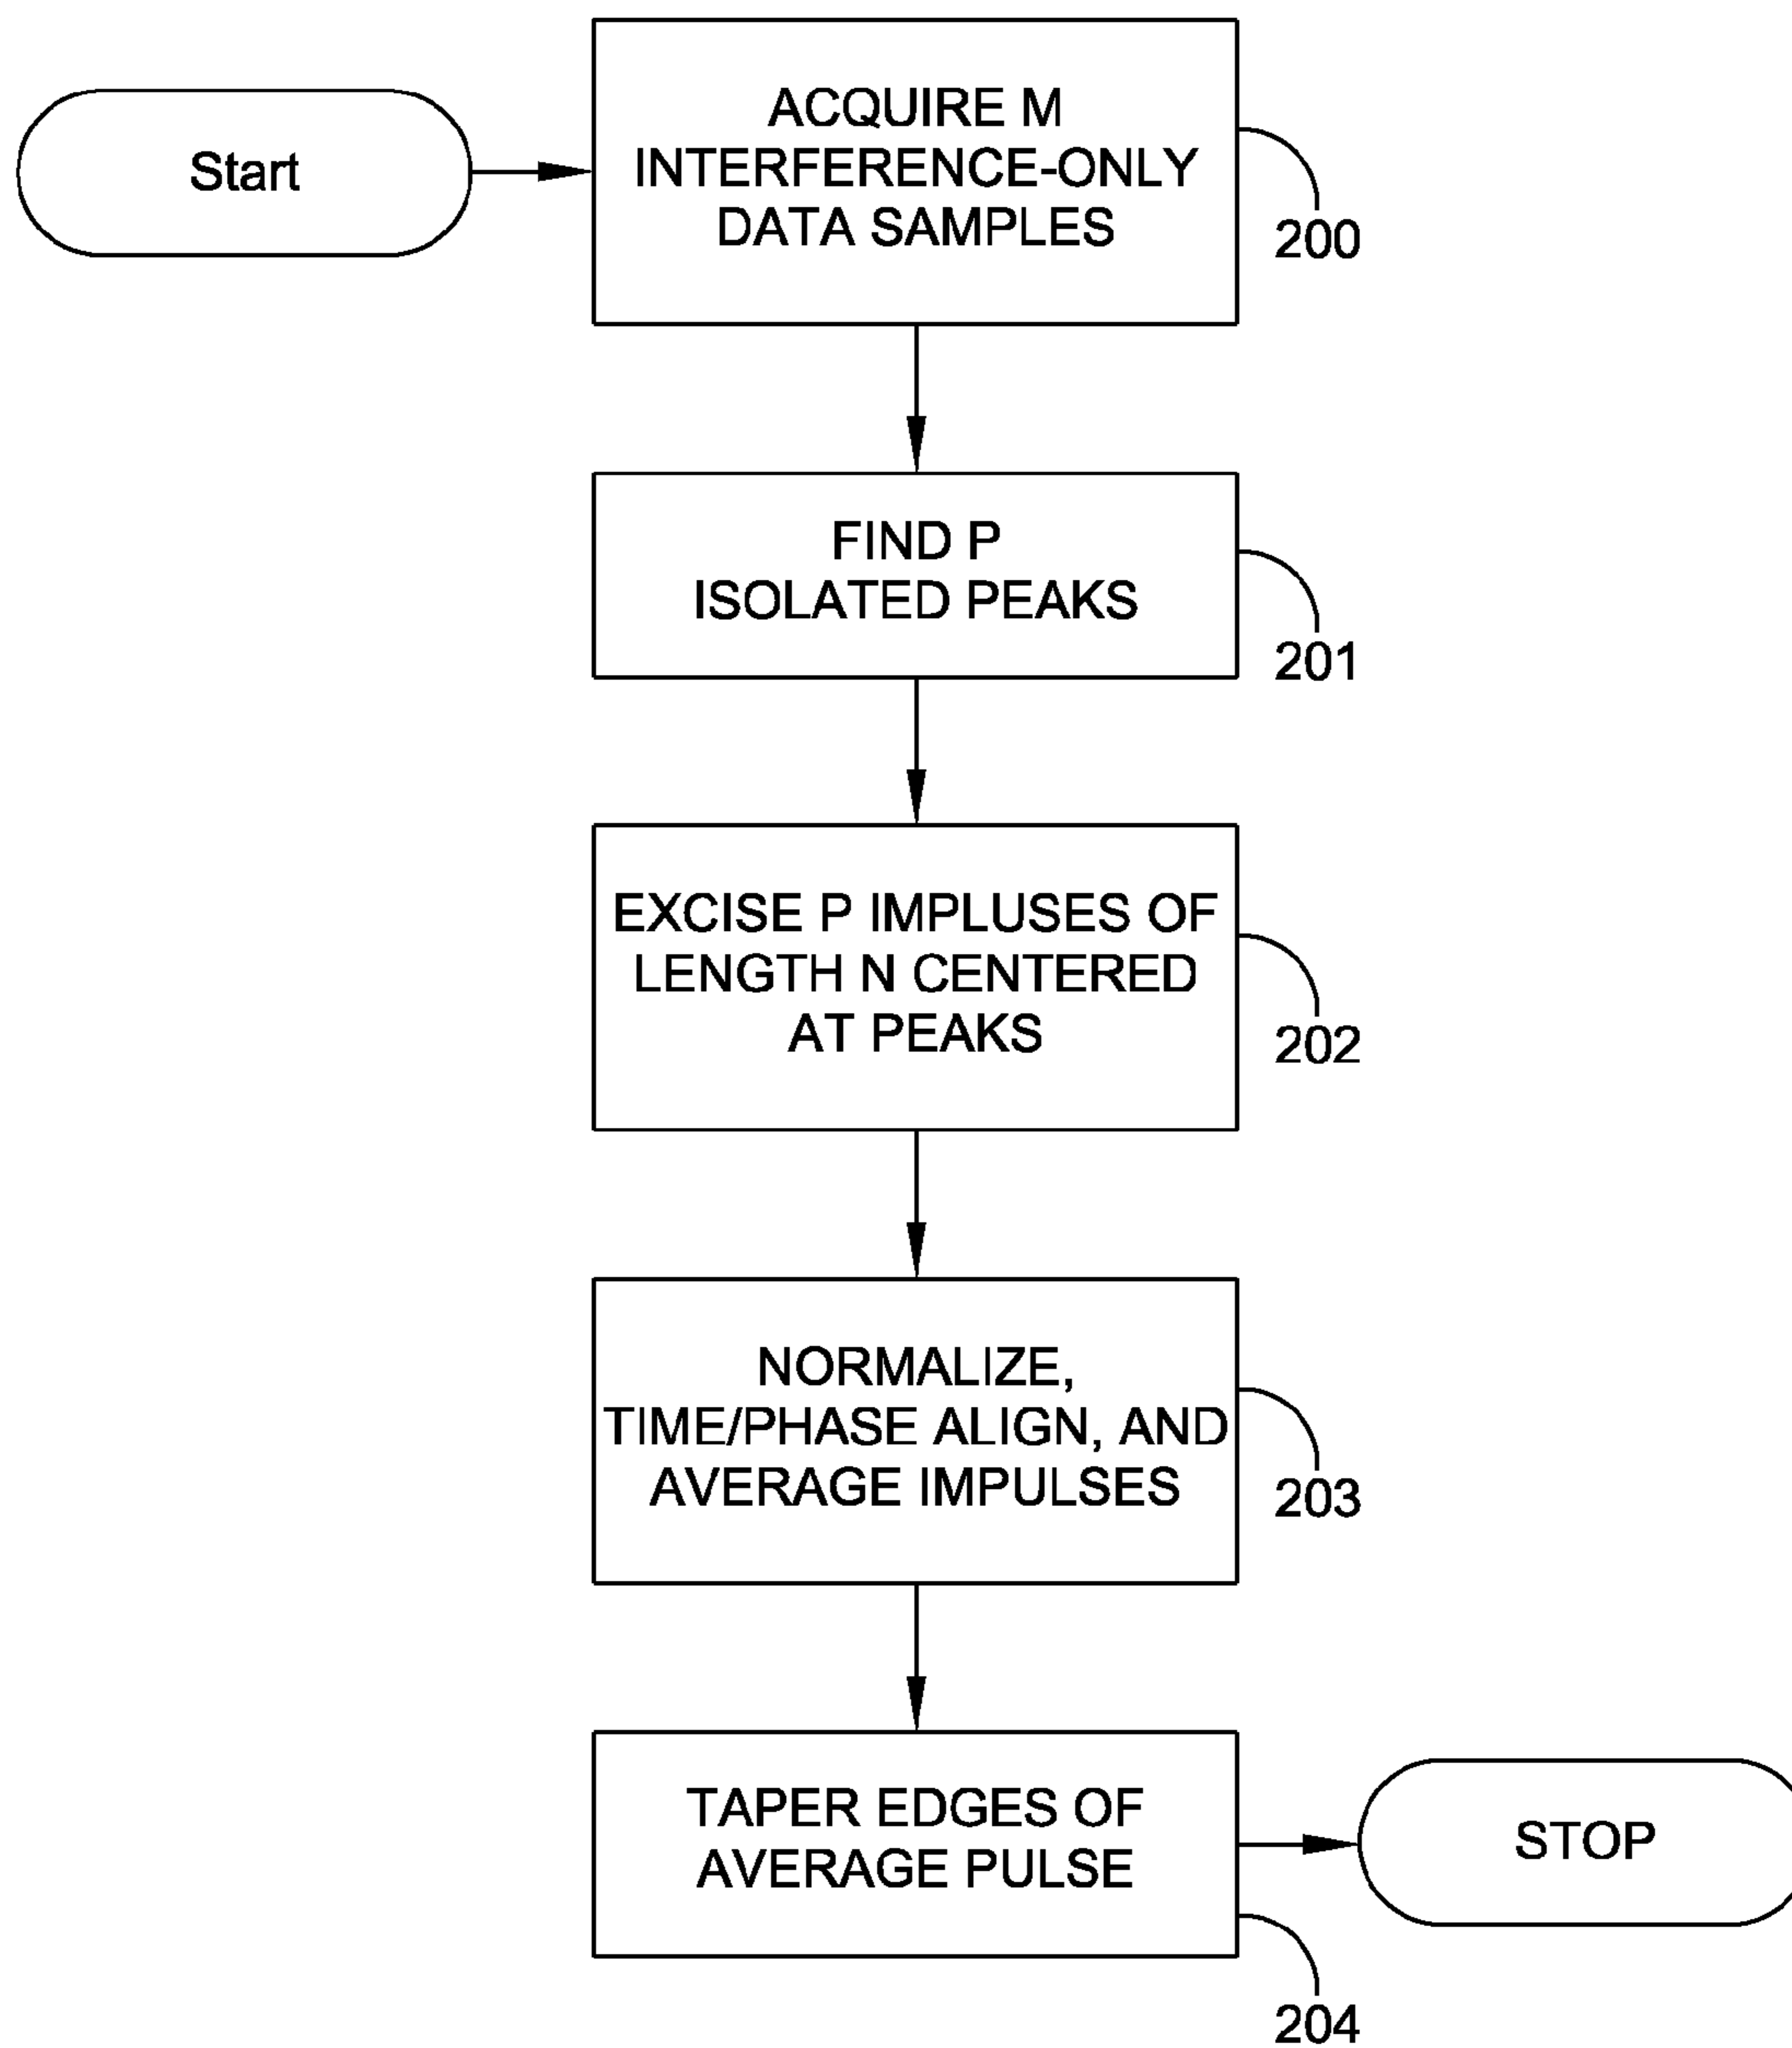 Start
ACQUIRE M
INTERFERENCE-ONLY
DATA SAMPLES
200
FIND P
ISOLATED PEAKS
201
EXCISE P IMPLUSES OF
LENGTH N CENTERED
AT PEAKS
202
NORMALIZE,
TIME/PHASE ALIGN, AND
AVERAGE IMPULSES
203
TAPER EDGES OF
AVERAGE PULSE
204
STOP